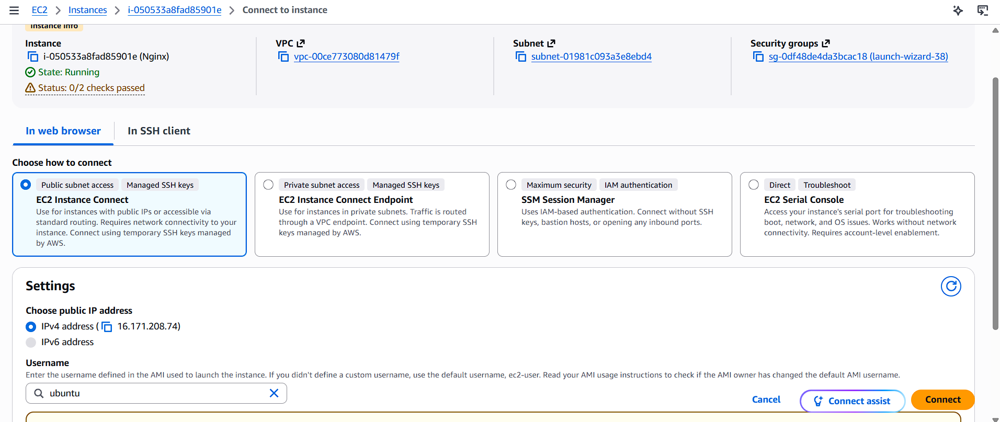 EC2 Instances i-050533a8fad85901e Connect to instance
Instance info
Instance
i-050533a8fad85901e (Nginx)
State: Running
Status: 0/2 checks passed
VPC
vpc-00ce773080d81479f
Subnet
subnet-01981c093a3e8ebd4
Security groups
sg-0df48de4da3bcac18 (launch-wizard-38)
In web browser
In SSH client
Choose how to connect
Public subnet access Managed SSH keys
EC2 Instance Connect
Use for instances with public IPs or accessible via
standard routing. Requires network connectivity to your
instance. Connect using temporary SSH keys managed
by AWS.
Private subnet access Managed SSH keys
EC2 Instance Connect Endpoint
Use for instances in private subnets. Traffic is routed
through a VPC endpoint. Connect using temporary SSH
keys managed by AWS.
Maximum security IAM authentication
SSM Session Manager
Uses IAM-based authentication. Connect without SSH
keys, bastion hosts, or opening any inbound ports.
Direct Troubleshoot
EC2 Serial Console
Access your instance's serial port for troubleshooting
boot, network, and OS issues. Works without network
connectivity. Requires account-level enablement.
Settings
Choose public IP address
IPv4 address ( 16.171.208.74)
IPv6 address
Username
Enter the username defined in the AMI used to launch the instance. If you didn't define a custom username, use the default username, ec2-user. Read your AMI usage instructions to check if the AMI owner has changed the default AMI username.
ubuntu
Cancel
Connect assist
Connect